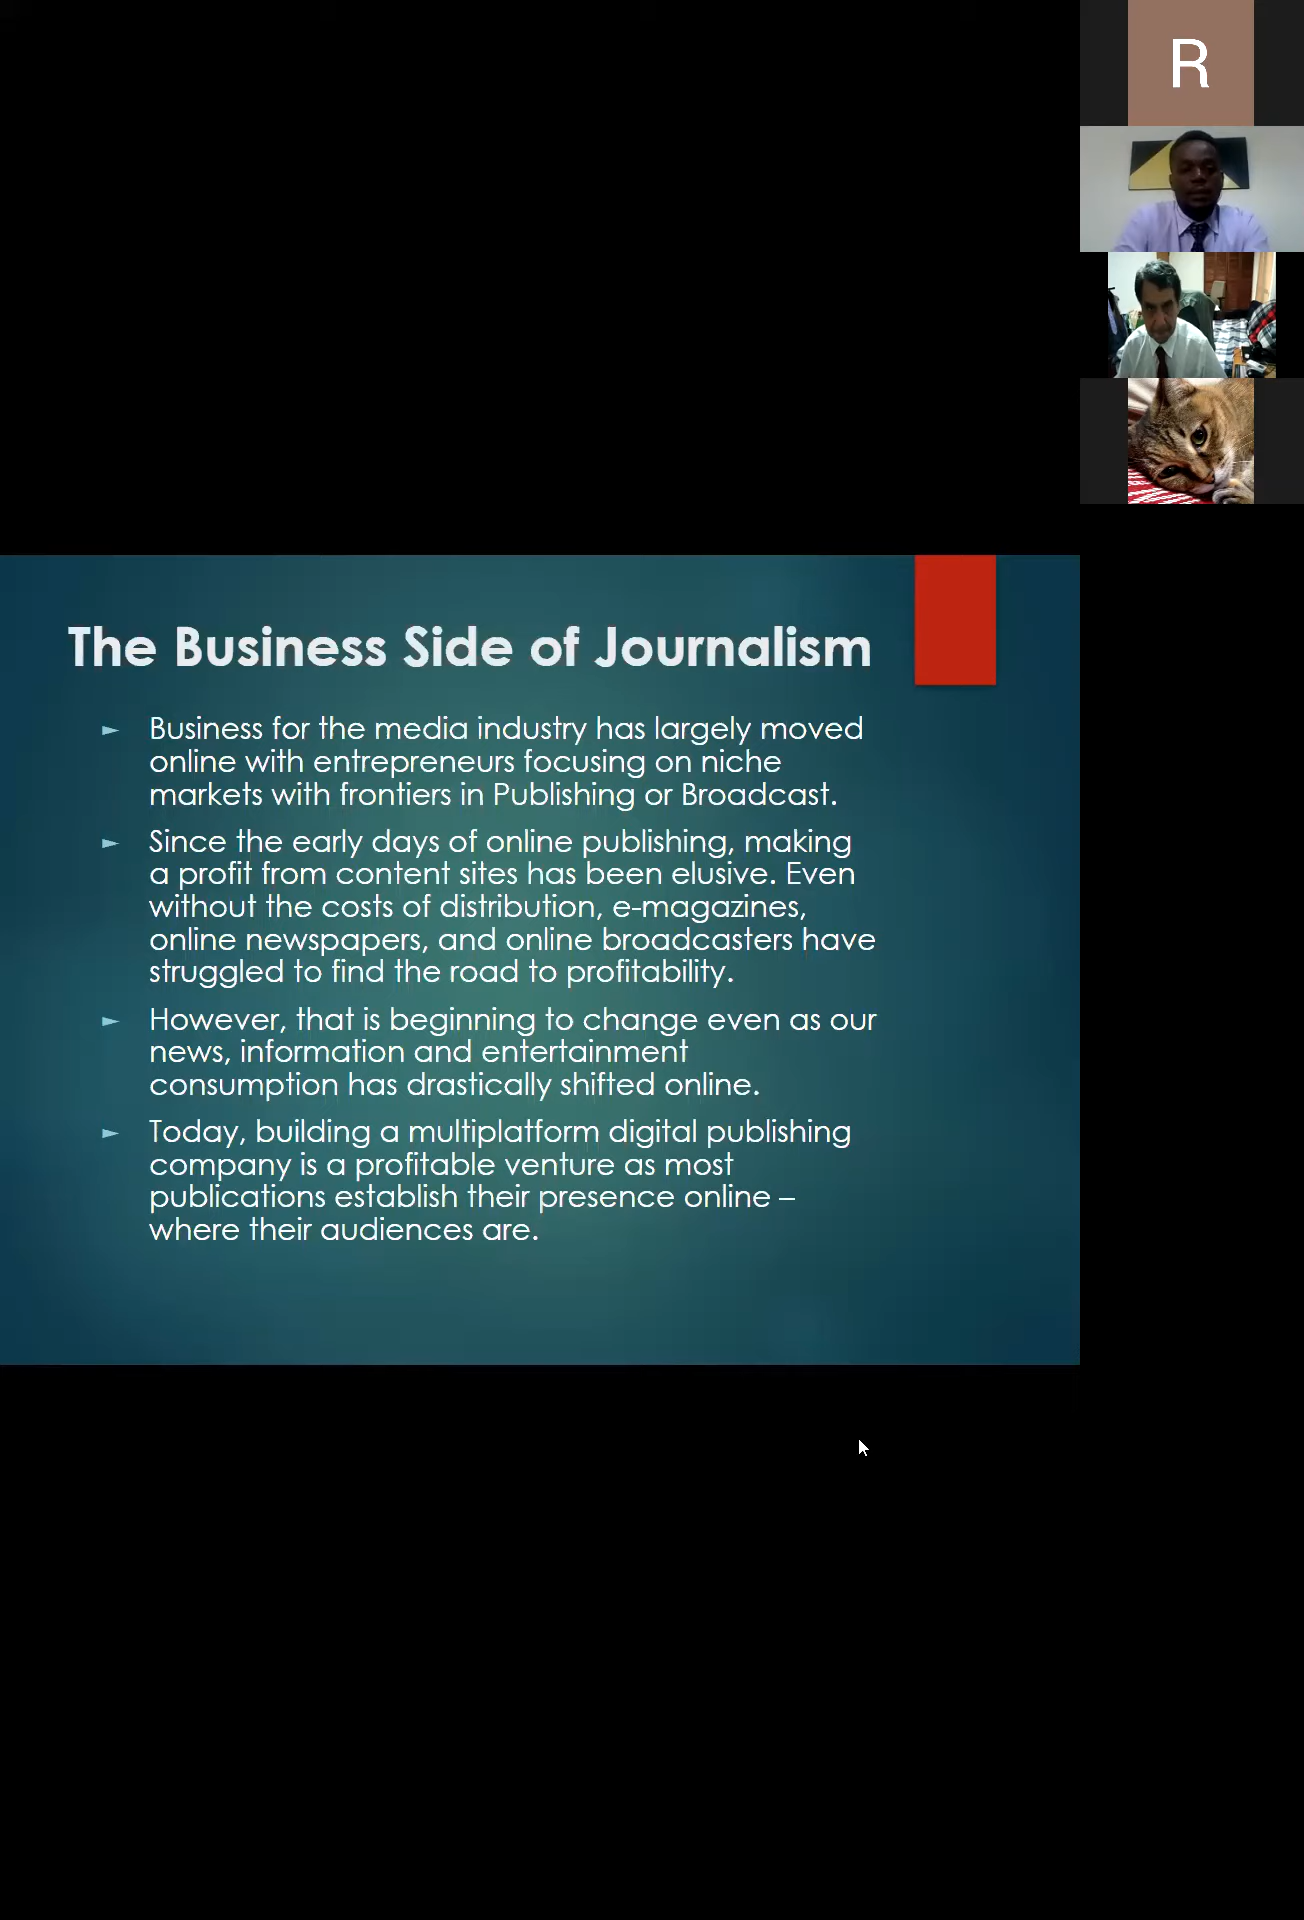 R
The Business Side of Journalism
► Business for the media industry has largely moved
online with entrepreneurs focusing on niche
markets with frontiers in Publishing or Broadcast.
► Since the early days of online publishing, making
a profit from content sites has been elusive. Even
without the costs of distribution, e-magazines,
online newspapers, and online broadcasters have
struggled to find the road to profitability.
► However, that is beginning to change even as our
news, information and entertainment
consumption has drastically shifted online.
► Today, building a multiplatform digital publishing
company is a profitable venture as most
publications establish their presence online –
where their audiences are.